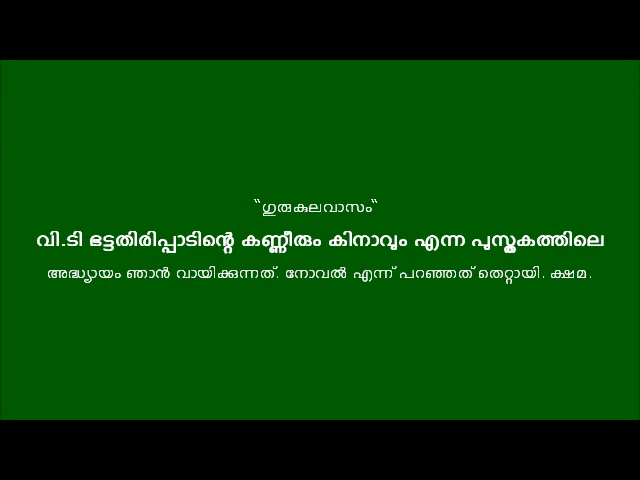 “ഗുരുകുലവാസം“
വി.ടി ഭട്ടതിരിപ്പാടിന്റെ കണ്ണീരും കിനാവും എന്ന പുസ്തകത്തിലെ
അദ്ധ്യായം ഞാൻ വായിക്കുന്നത്. നോവൽ എന്ന് പറഞ്ഞത് തെറ്റായി. ക്ഷമ.